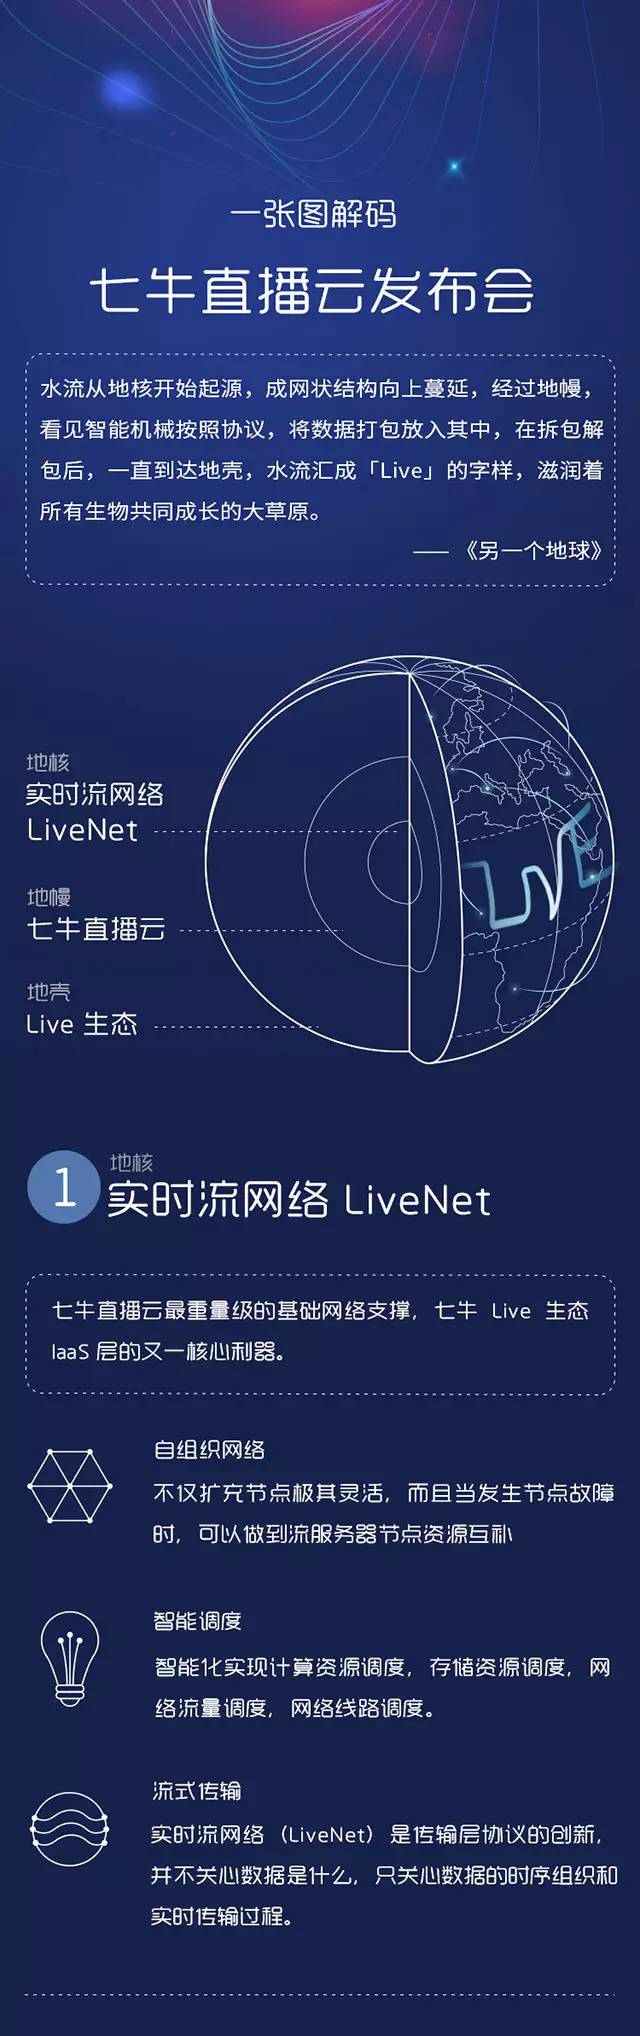 一张图解码
七牛直播云发布会
水流从地核开始起源，成网状结构向上蔓延，经过地幔，
看见智能机械按照协议，将数据打包放入其中，在拆包解
包后，一直到达地壳，水流汇成「Live」的字样，滋润着
所有生物共同成长的大草原。
——《另一个地球》
地核
实时流网络
LiveNet
地幔
七牛直播云
地壳
Live 生态
LIVE
1
地核
实时流网络 LiveNet
七牛直播云最重量级的基础网络支撑，七牛 Live 生态
IaaS 层的又一核心利器。
自组织网络
不仅扩充节点极其灵活，而且当发生节点故障
时，可以做到流服务器节点资源互补
智能调度
智能化实现计算资源调度，存储资源调度，网
络流量调度，网络线路调度。
流式传输
实时流网络（LiveNet）是传输层协议的创新，
并不关心数据是什么，只关心数据的时序组织和
实时传输过程。